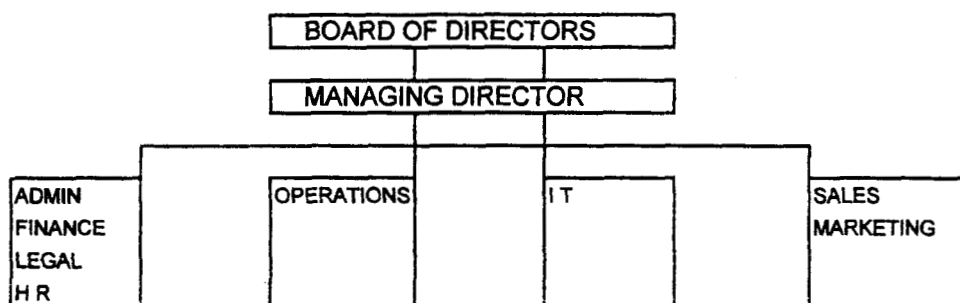 BOARD OF DIRECTORS
MANAGING DIRECTOR
ADMIN
FINANCE
LEGAL
H R
OPERATIONS
I T
SALES
MARKETING